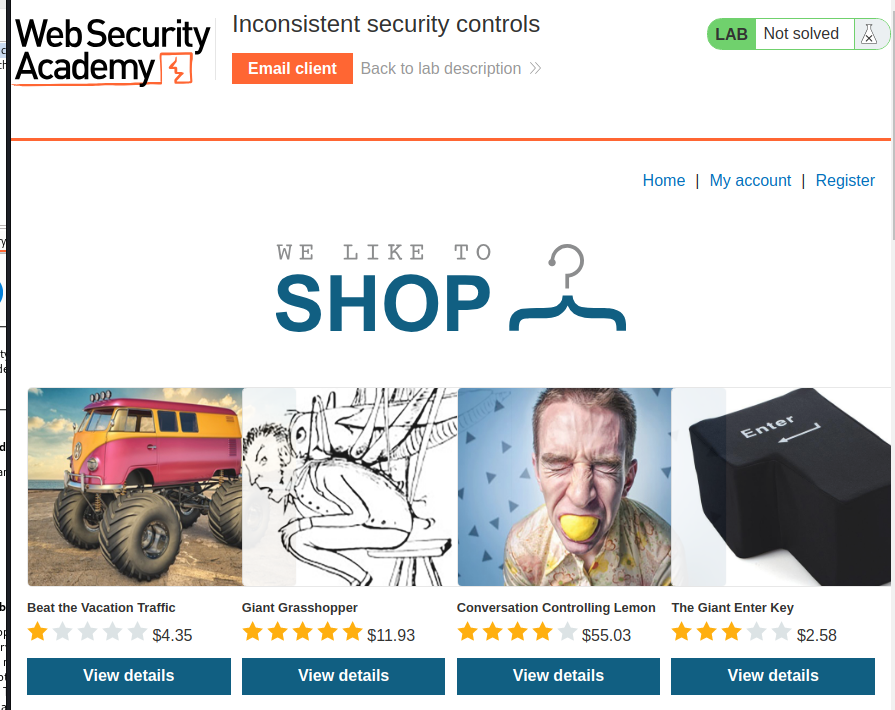 Web Security
Academy
Inconsistent security controls
Email client
Back to lab description
LAB Not solved
Home | My account | Register
WE LIKE TO
SHOP
Enter
Beat the Vacation Traffic
$4.35
View details
Giant Grasshopper
$11.93
View details
Conversation Controlling Lemon
$55.03
View details
The Giant Enter Key
$2.58
View details